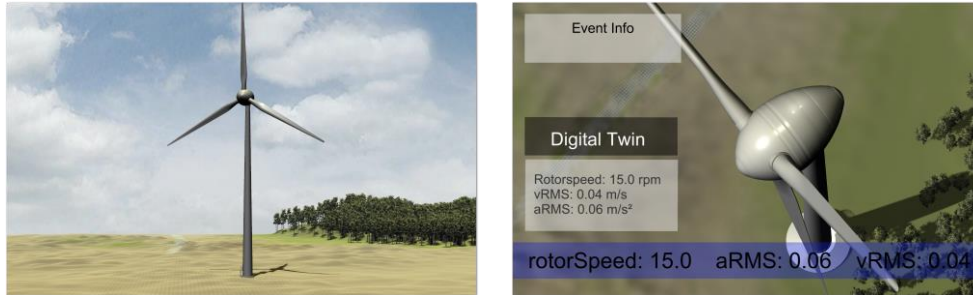 Event Info
Digital Twin
Rotorspeed: 15.0 rpm
vRMS: 0.04 m/s
aRMS: 0.06 m/s²
rotorSpeed: 15.0 aRMS: 0.06 vRMS: 0.04